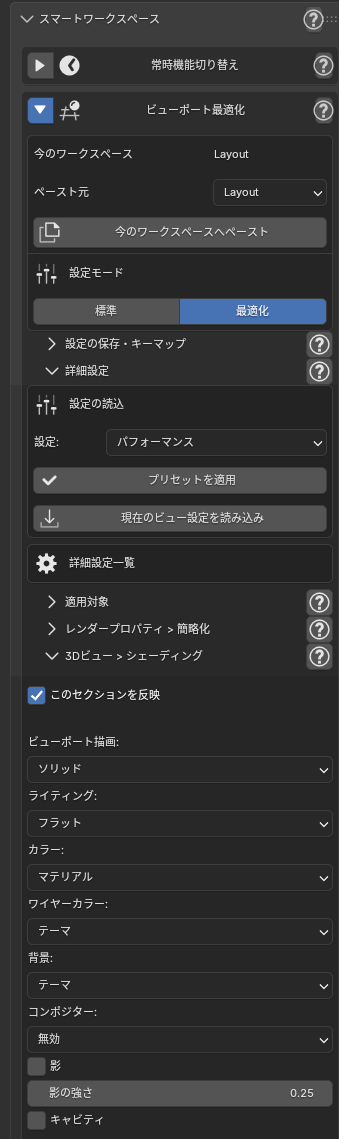 スマートワークスペース
常時機能切り替え
ビューポート最適化
今のワークスペース Layout
ペースト元 Layout
今のワークスペースへペースト
設定モード
標準 最適化
設定の保存・キーマップ
詳細設定
設定の読込
設定: パフォーマンス
プリセットを適用
現在のビュー設定を読み込み
詳細設定一覧
適用対象
レンダープロパティ > 簡略化
3Dビュー > シェーディング
このセクションを反映
ビューポート描画:
ソリッド
ライティング:
フラット
カラー:
マテリアル
ワイヤーカラー:
テーマ
背景:
テーマ
コンポジター:
無効
影
影の強さ 0.25
キャビティ